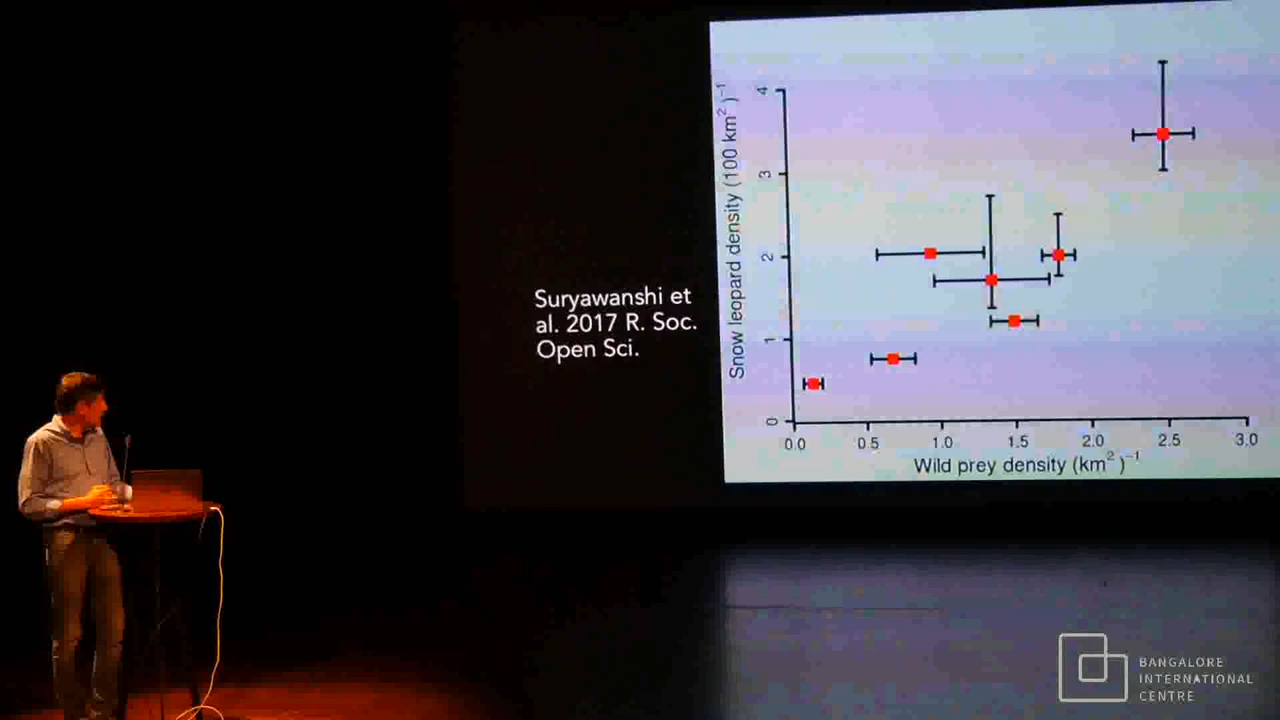 Suryawanshi et
al. 2017 R. Soc.
Open Sci.
Snow leopard density (100 km²)⁻¹
4
3
2
1
0
0.0 0.5 1.0 1.5 2.0 2.5 3.0
Wild prey density (km²)⁻¹
BANGALORE
INTERNATIONAL
CENTRE